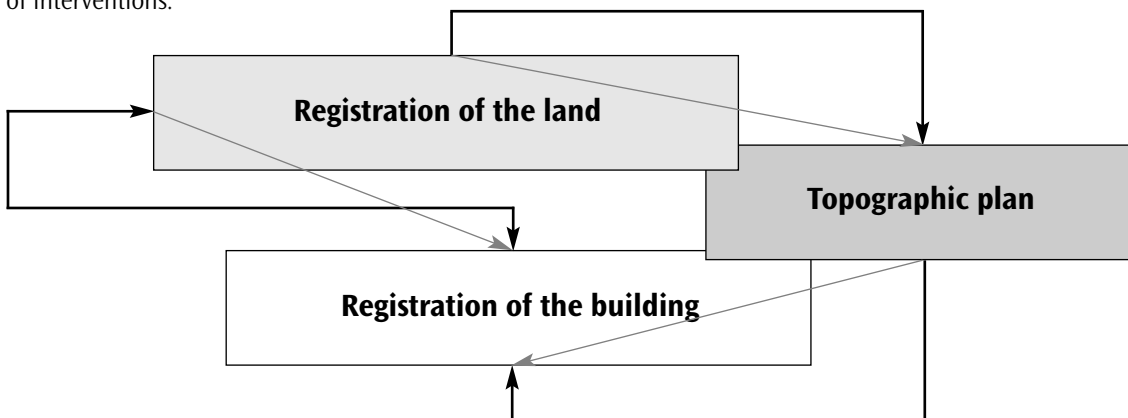 of interventions.
Registration of the land
Topographic plan
Registration of the building